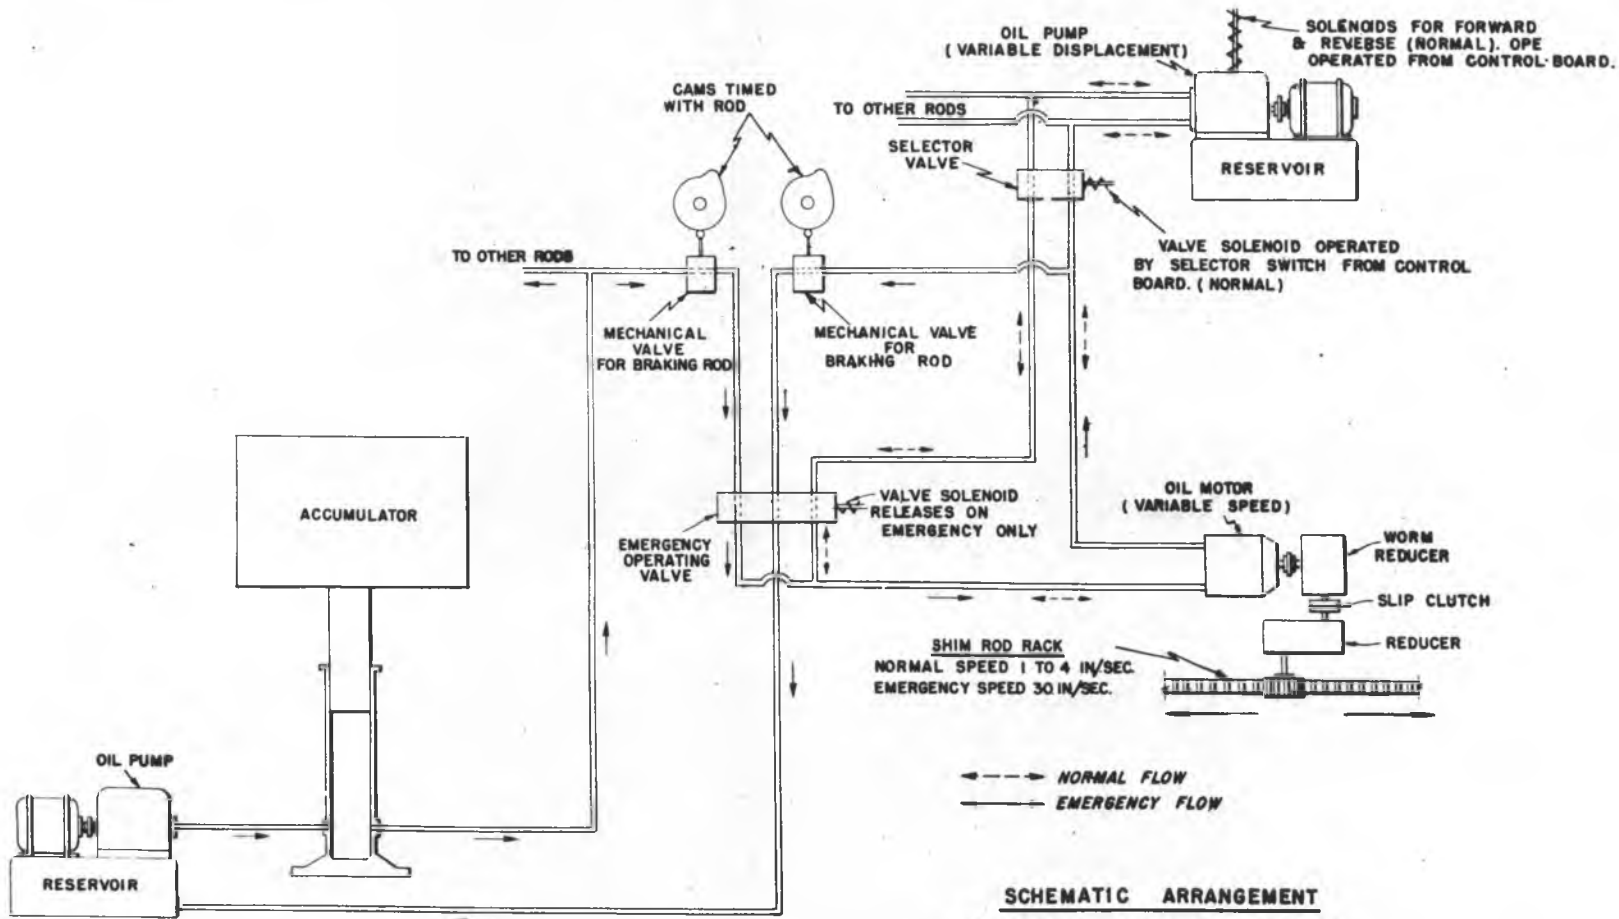 SOLENOIDS FOR FORWARD
& REVERSE (NORMAL). OPE
OPERATED FROM CONTROL BOARD.
OIL PUMP
(VARIABLE DISPLACEMENT)
CAMS TIMED
WITH ROD
TO OTHER RODS
SELECTOR
VALVE
RESERVOIR
VALVE SOLENOID OPERATED
BY SELECTOR SWITCH FROM CONTROL
BOARD. (NORMAL)
TO OTHER RODS
MECHANICAL
VALVE
FOR BRAKING ROD
MECHANICAL VALVE
FOR
BRAKING ROD
ACCUMULATOR
VALVE SOLENOID
RELEASES ON
EMERGENCY ONLY
EMERGENCY
OPERATING
VALVE
OIL MOTOR
(VARIABLE SPEED)
WORM
REDUCER
SLIP CLUTCH
REDUCER
SHIM ROD RACK
NORMAL SPEED 1 TO 4 IN/SEC.
EMERGENCY SPEED 30 IN/SEC.
OIL PUMP
RESERVOIR
NORMAL FLOW
EMERGENCY FLOW
SCHEMATIC ARRANGEMENT